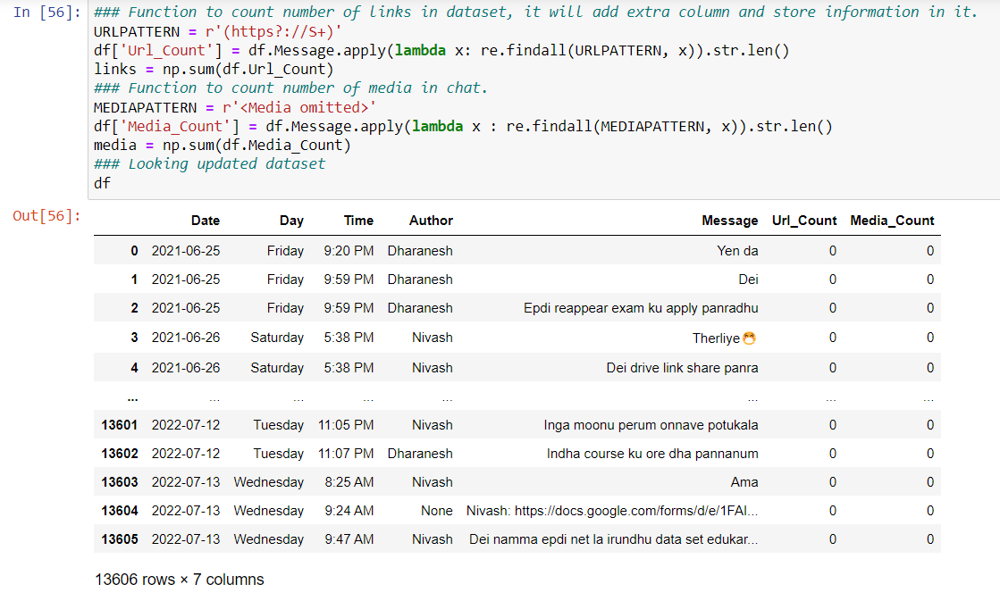 In [56]: ### Function to count number of links in dataset, it will add extra column and store information in it.
URLPATTERN = r'(https?://S+)'
df['Url_Count'] = df.Message.apply(lambda x: re.findall(URLPATTERN, x)).str.len()
links = np.sum(df.Url_Count)
### Function to count number of media in chat.
MEDIAPATTERN = r'<Media omitted>'
df['Media_Count'] = df.Message.apply(lambda x : re.findall(MEDIAPATTERN, x)).str.len()
media = np.sum(df.Media_Count)
### Looking updated dataset
df
Out[56]: Date Day Time Author Message Url_Count Media_Count
0 2021-06-25 Friday 9:20 PM Dharanesh Yen da 0 0
1 2021-06-25 Friday 9:59 PM Dharanesh Dei 0 0
2 2021-06-25 Friday 9:59 PM Dharanesh Epdi reappear exam ku apply panradhu 0 0
3 2021-06-26 Saturday 5:38 PM Nivash Therliye😷 0 0
4 2021-06-26 Saturday 5:38 PM Nivash Dei drive link share panra 0 0
... ... ... ... ... ... ... ...
13601 2022-07-12 Tuesday 11:05 PM Nivash Inga moonu perum onnave potukala 0 0
13602 2022-07-12 Tuesday 11:07 PM Dharanesh Indha course ku ore dha pannanum 0 0
13603 2022-07-13 Wednesday 8:25 AM Nivash Ama 0 0
13604 2022-07-13 Wednesday 9:24 AM None Nivash: https://docs.google.com/forms/d/e/1FAI... 0 0
13605 2022-07-13 Wednesday 9:47 AM Nivash Dei namma epdi net la irundhu data set edukar... 0 0
13606 rows × 7 columns